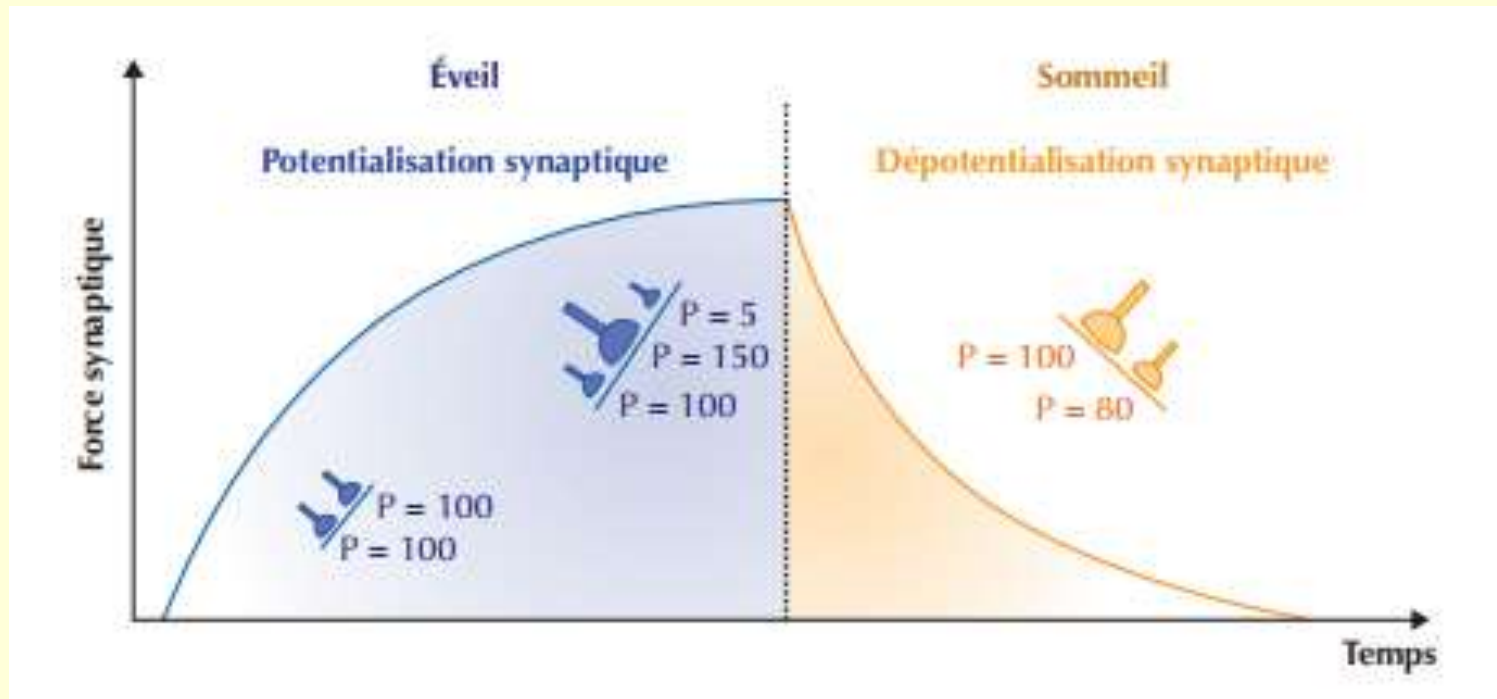 Éveil
Sommeil
Potentialisation synaptique
Dépotentialisation synaptique
Force synaptique
P = 5
P = 150
P = 100
P = 100
P = 100
P = 100
P = 80
Temps